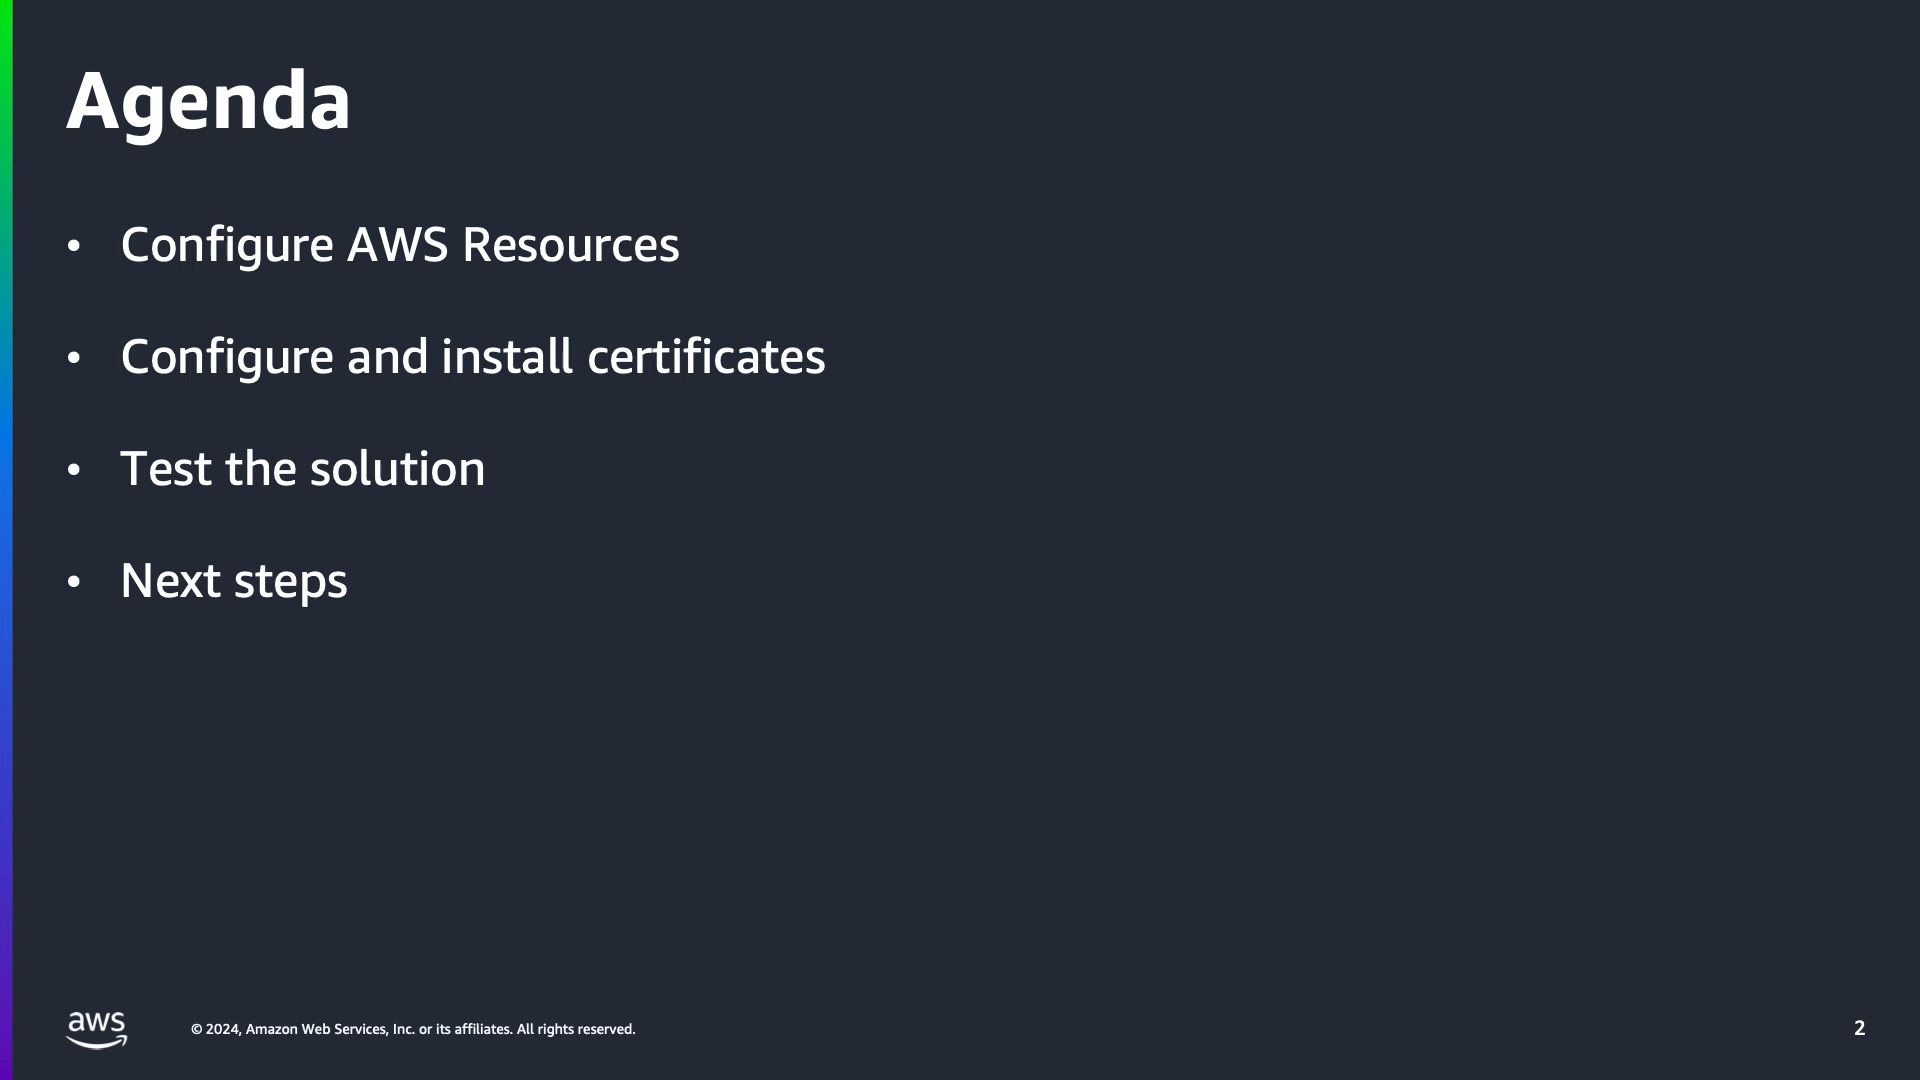 Agenda
• Configure AWS Resources
• Configure and install certificates
• Test the solution
• Next steps
aws
© 2024, Amazon Web Services, Inc. or its affiliates. All rights reserved.
2